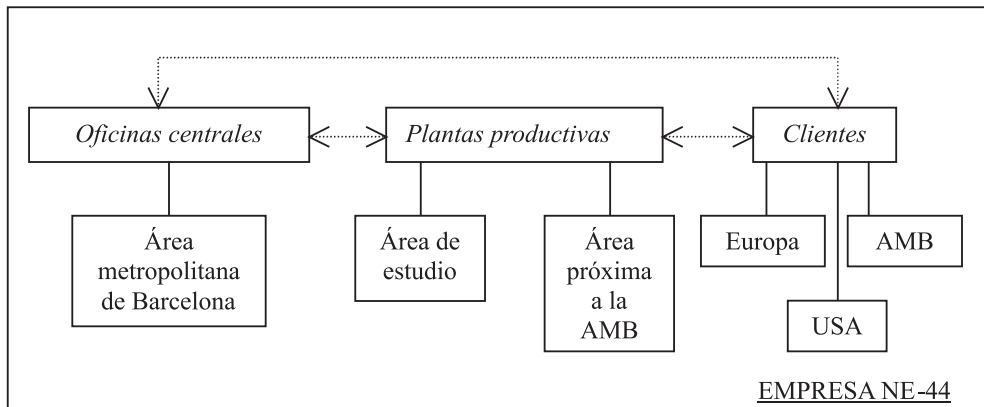 Oficinas centrales
Plantas productivas
Clientes
Área
metropolitana
de Barcelona
Área de
estudio
Área
próxima
a la
AMB
Europa
AMB
USA
EMPRESA NE-44